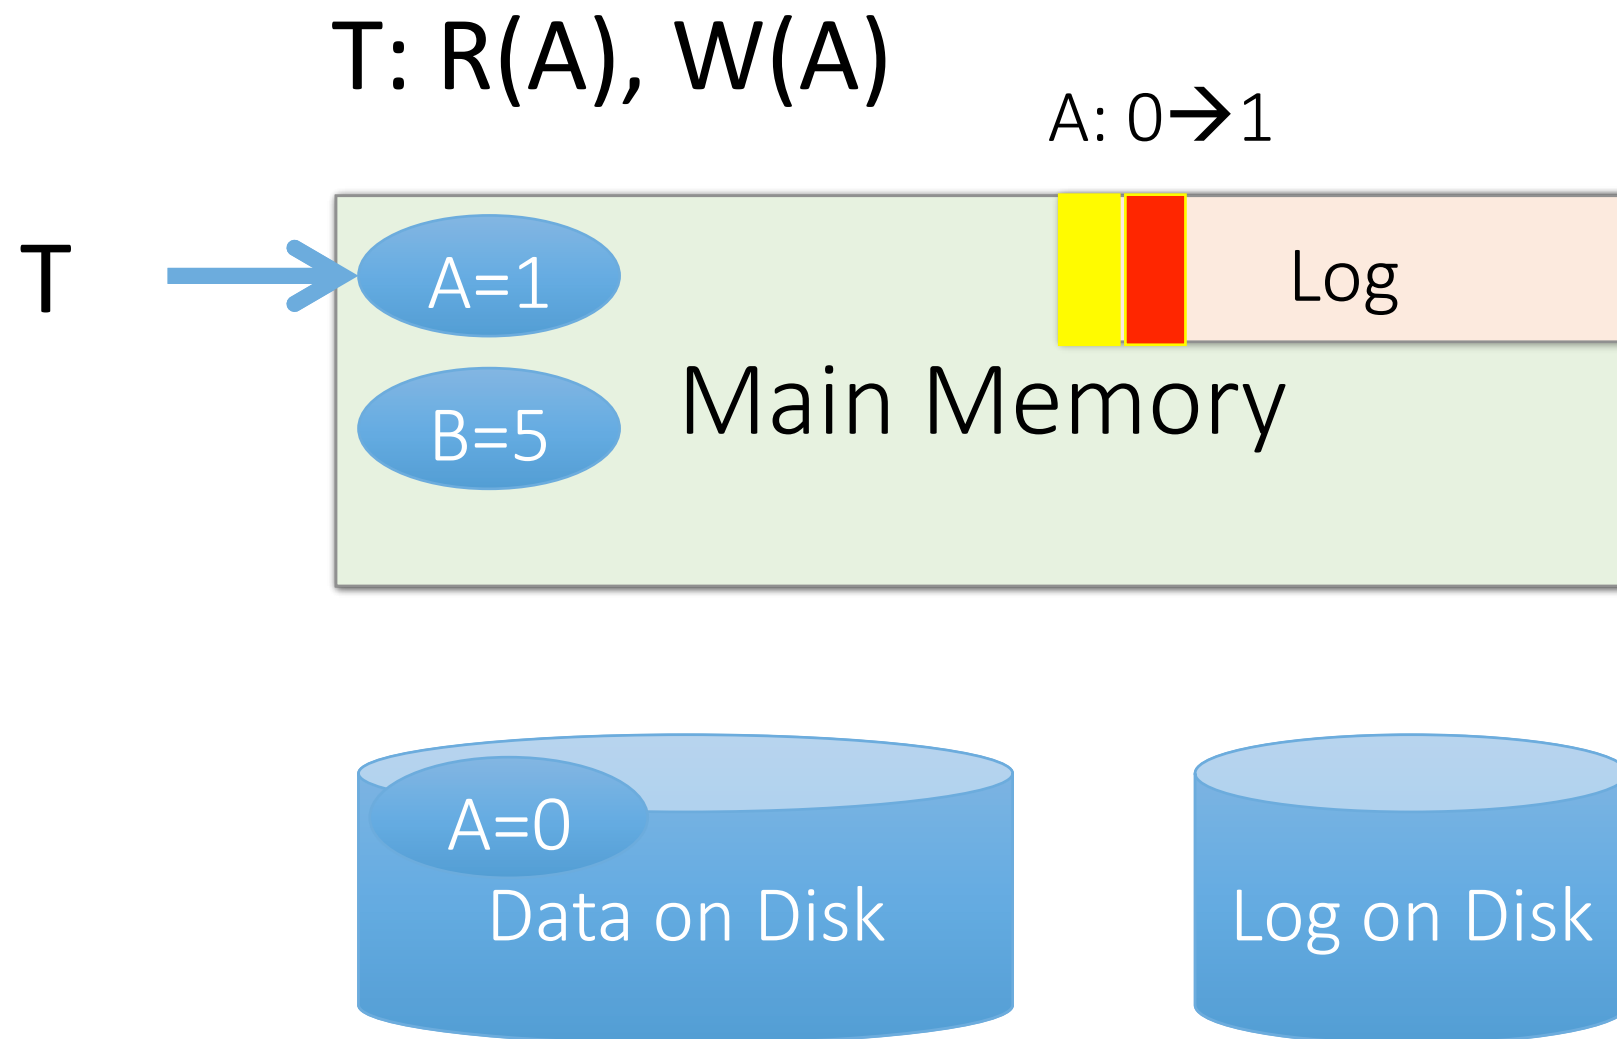 T: R(A), W(A)
A: 0→1
T
A=1
Log
B=5
Main Memory
A=0
Data on Disk
Log on Disk